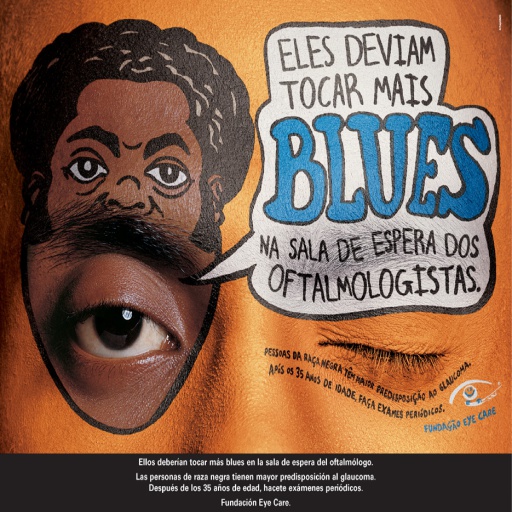 ELES DEVIAM
TOCAR MAIS
BLUES
NA SALA DE ESPERA DOS
OFTALMOLOGISTAS.
PESSOAS DA RAÇA NEGRA TÊM MAIOR PREDISPOSIÇÃO AO GLAUCOMA.
APÓS OS 35 ANOS DE IDADE, FAÇA EXAMES PERIÓDICOS.
FUNDAÇÃO EYE CARE
Ellos deberían tocar más blues en la sala de espera del oftalmólogo.
Las personas de raza negra tienen mayor predisposición al glaucoma.
Después de los 35 años de edad, hacete exámenes periódicos.
Fundación Eye Care.